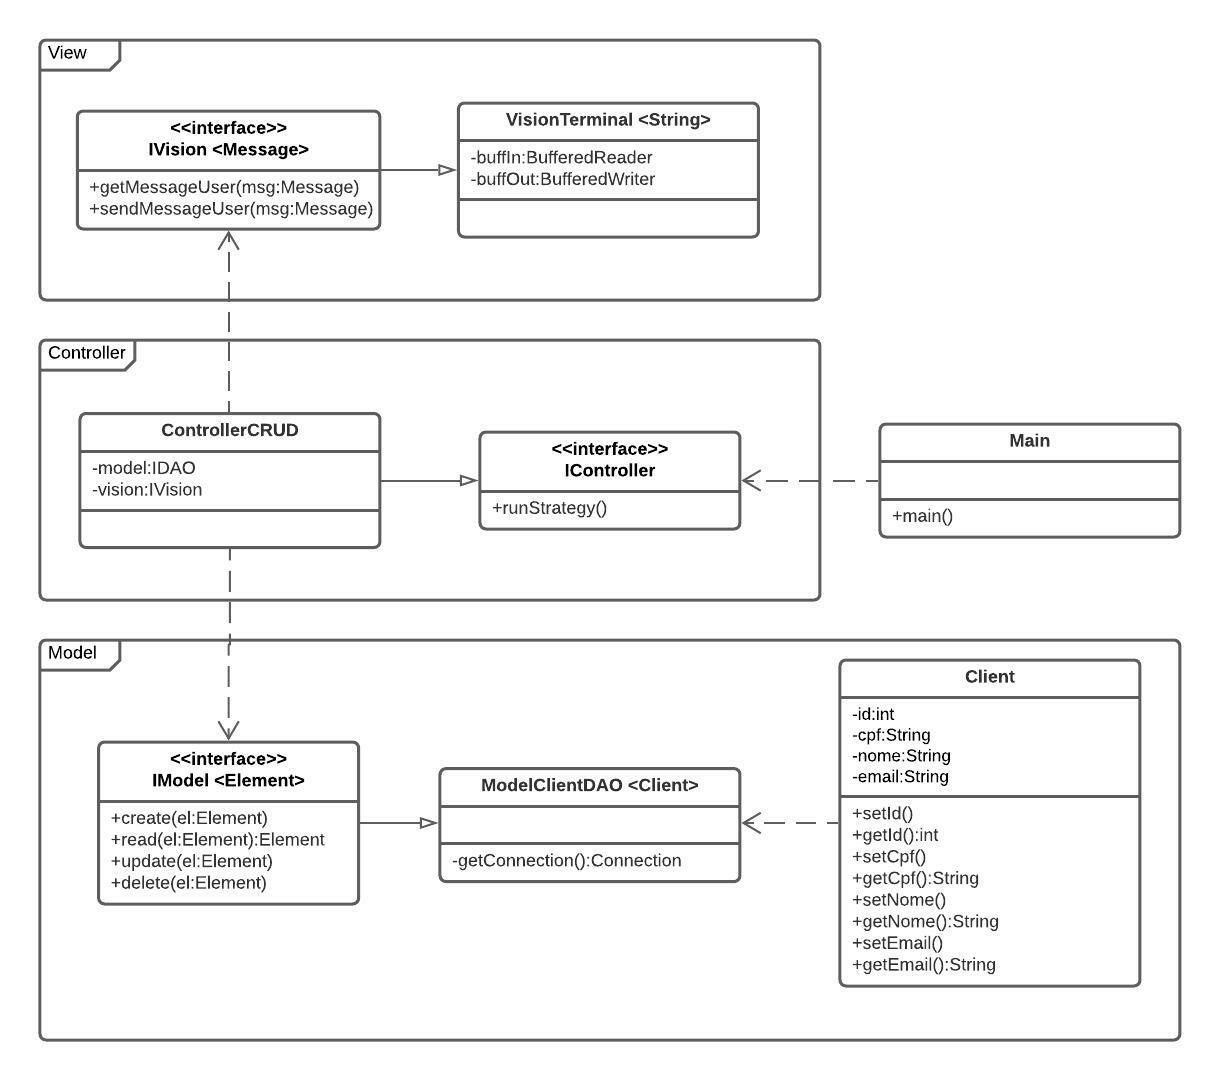 View
<<interface>>
IVision <Message>
+getMessageUser(msg:Message)
+sendMessageUser(msg:Message)
VisionTerminal <String>
-buffIn:BufferedReader
-buffOut:BufferedWriter
Controller
ControllerCRUD
-model:IDAO
-vision:IVision
<<interface>>
IController
+runStrategy()
Main
+main()
Model
<<interface>>
IModel <Element>
+create(el:Element)
+read(el:Element):Element
+update(el:Element)
+delete(el:Element)
ModelClientDAO <Client>
-getConnection():Connection
Client
-id:int
-cpf:String
-nome:String
-email:String
+setId()
+getId():int
+setCpf()
+getCpf():String
+setNome()
+getNome():String
+setEmail()
+getEmail():String